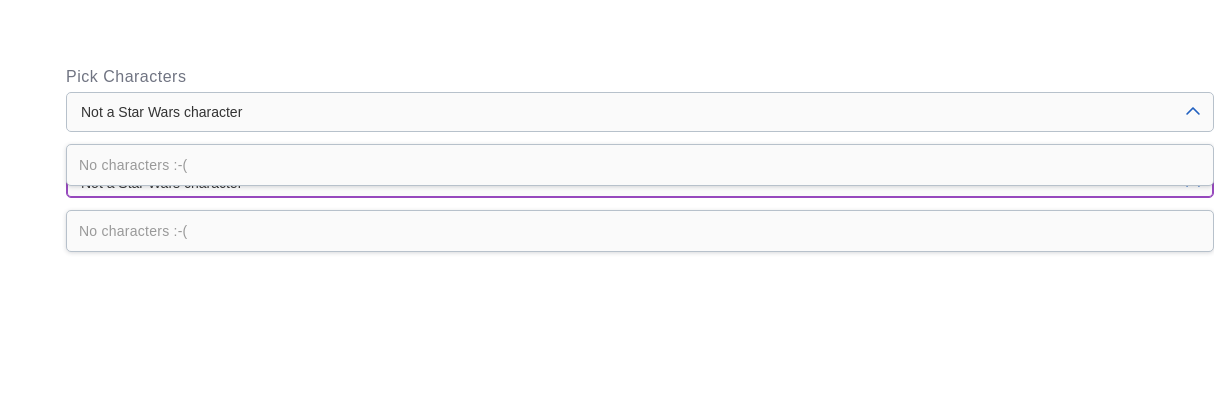 Pick Characters
Not a Star Wars character
No characters :-(
Not a Star Wars character
No characters :-(